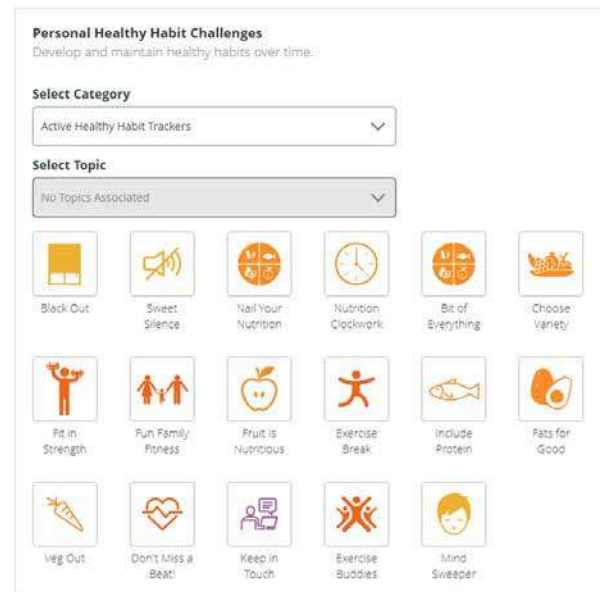 Personal Healthy Habit Challenges
Develop and maintain healthy habits over time.
Select Category
Active Healthy Habit Trackers
Select Topic
No Topics Associated
Black Out
Sweet
Silence
Nail Your
Nutrition
Nutrition
Clockwork
Bit of
Everything
Choose
Variety
Fit in
Strength
Fun Family
Fitness
Fruit is
Nutritious
Exercise
Break
Include
Protein
Fats for
Good
Veg Out
Don't Miss a
Beat!
Keep in
Touch
Exercise
Buddies
Mind
Sweeper